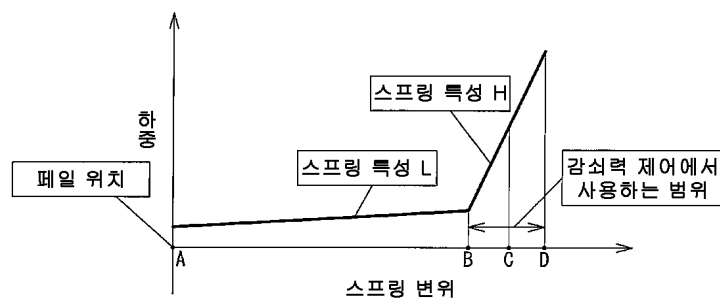 스프링 특성 H
하중
페일 위치
스프링 특성 L
감쇠력 제어에서
사용하는 범위
A
B
C
D
스프링 변위